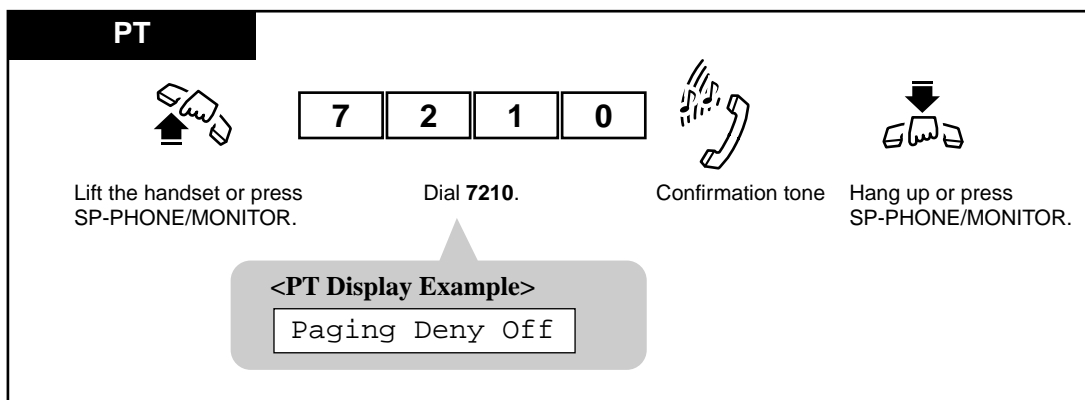 PT
7 2 1 0
Lift the handset or press
SP-PHONE/MONITOR.
Dial 7210.
Confirmation tone
Hang up or press
SP-PHONE/MONITOR.
<PT Display Example>
Paging Deny Off